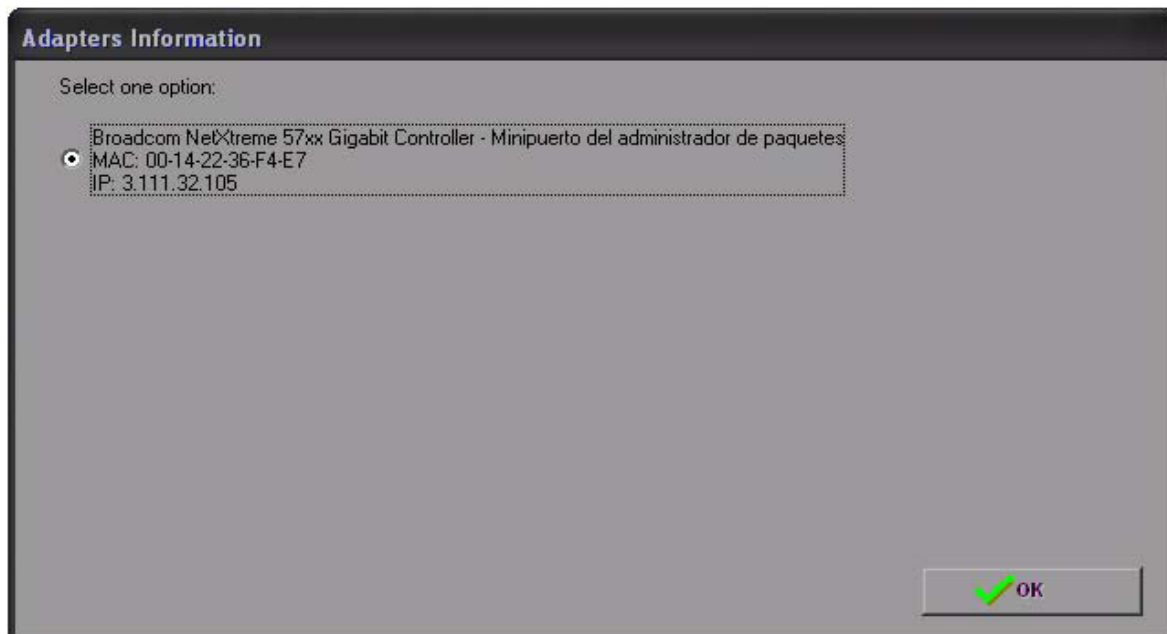 Adapters Information
Select one option:
Broadcom NetXtreme 57xx Gigabit Controller - Minipuerto del administrador de paquetes
MAC: 00-14-22-36-F4-E7
IP: 3.111.32.105
OK